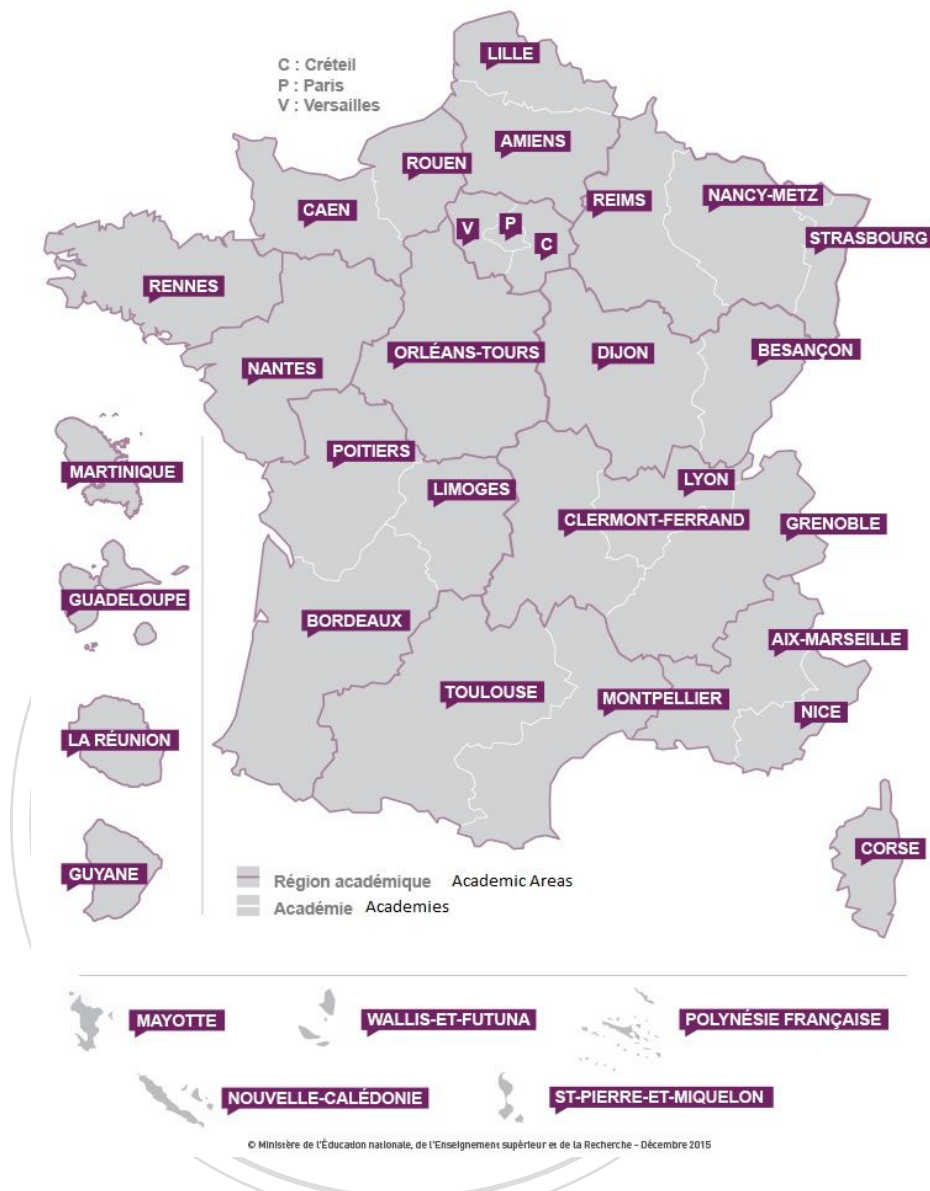 LILLE
C : Créteil
P : Paris
V : Versailles
AMIENS
ROUEN
REIMS
NANCY-METZ
CAEN
V
P
C
STRASBOURG
RENNES
ORLÉANS-TOURS
DIJON
BESANÇON
NANTES
POITIERS
MARTINIQUE
LIMOGES
LYON
CLERMONT-FERRAND
GRENOBLE
GUADELOUPE
BORDEAUX
AIX-MARSEILLE
TOULOUSE
MONTPELLIER
NICE
LA RÉUNION
CORSE
GUYANE
Région académique Academic Areas
Académie Academies
MAYOTTE
WALLIS-ET-FUTUNA
POLYNÉSIE FRANÇAISE
NOUVELLE-CALÉDONIE
ST-PIERRE-ET-MIQUELON
© Ministère de l'Éducation nationale, de l'Enseignement supérieur et de la Recherche - Décembre 2015